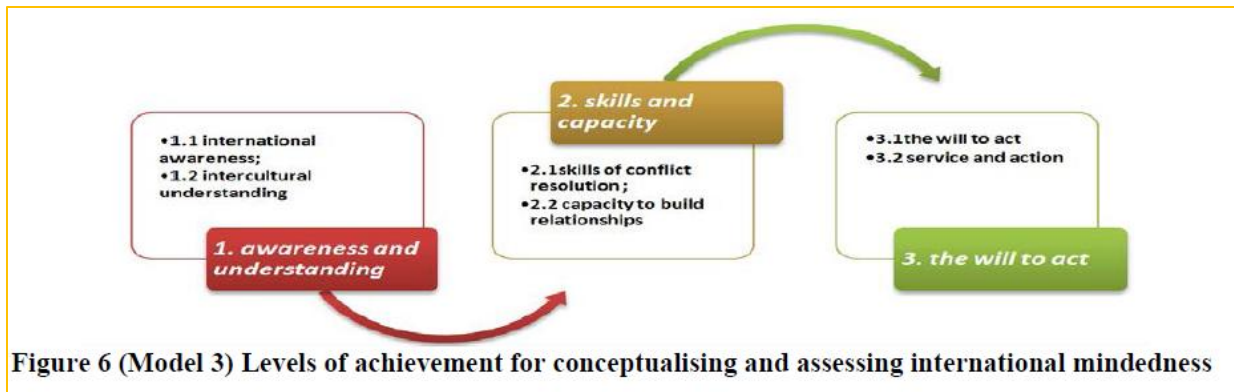 •1.1 international
awareness;
•1.2 intercultural
understanding
1. awareness and
understanding
2. skills and
capacity
•2.1skills of conflict
resolution;
•2.2 capacity to build
relationships
•3.1the will to act
•3.2 service and action
3. the will to act
Figure 6 (Model 3) Levels of achievement for conceptualising and assessing international mindedness